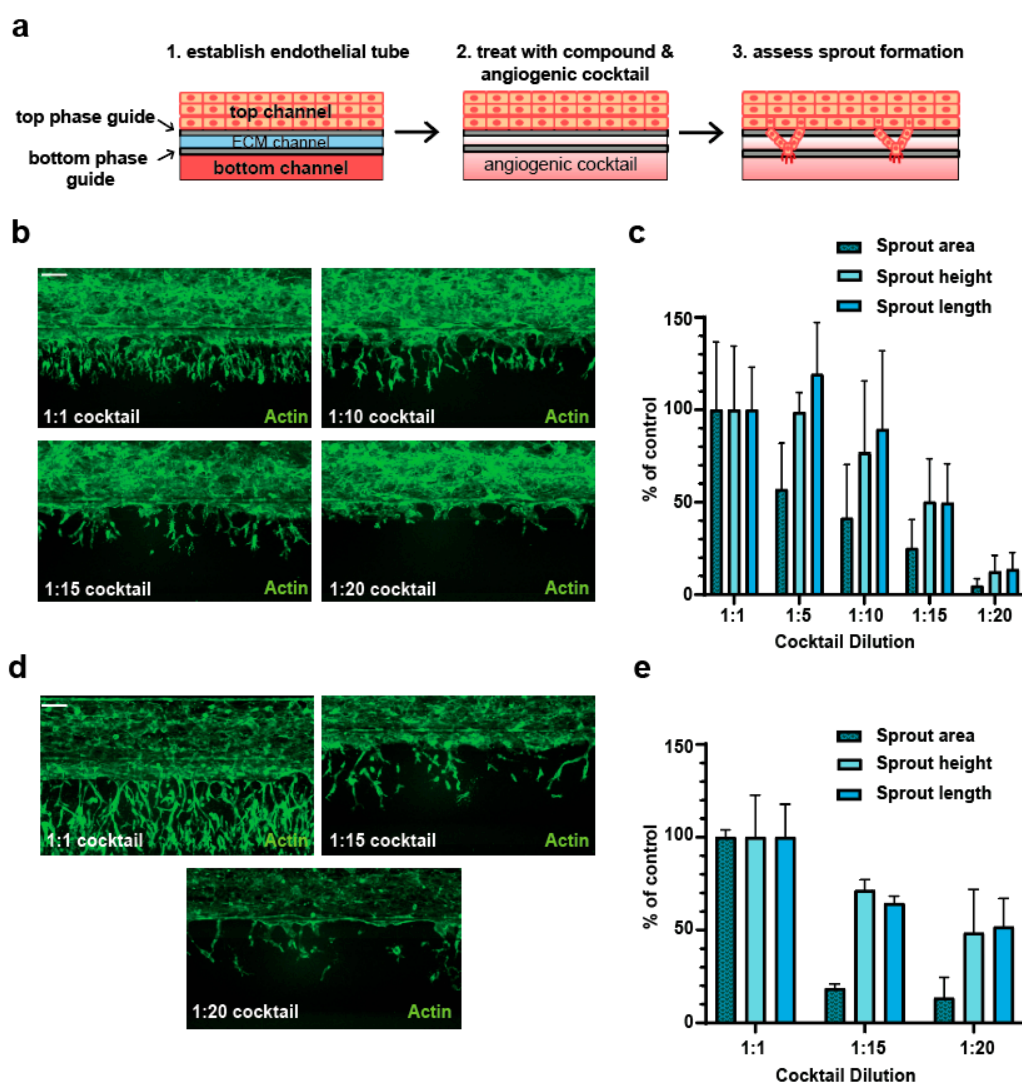 a
1. establish endothelial tube
2. treat with compound &
angiogenic cocktail
3. assess sprout formation
top phase guide
bottom phase
guide
top channel
ECM channel
bottom channel
angiogenic cocktail
b
1:1 cocktail
Actin
1:10 cocktail
Actin
1:15 cocktail
Actin
1:20 cocktail
Actin
c
Sprout area
Sprout height
Sprout length
% of control
150
100
50
0
1:1
1:5
1:10
1:15
1:20
Cocktail Dilution
d
1:1 cocktail
Actin
1:15 cocktail
Actin
1:20 cocktail
Actin
e
Sprout area
Sprout height
Sprout length
% of control
150
100
50
0
1:1
1:15
1:20
Cocktail Dilution